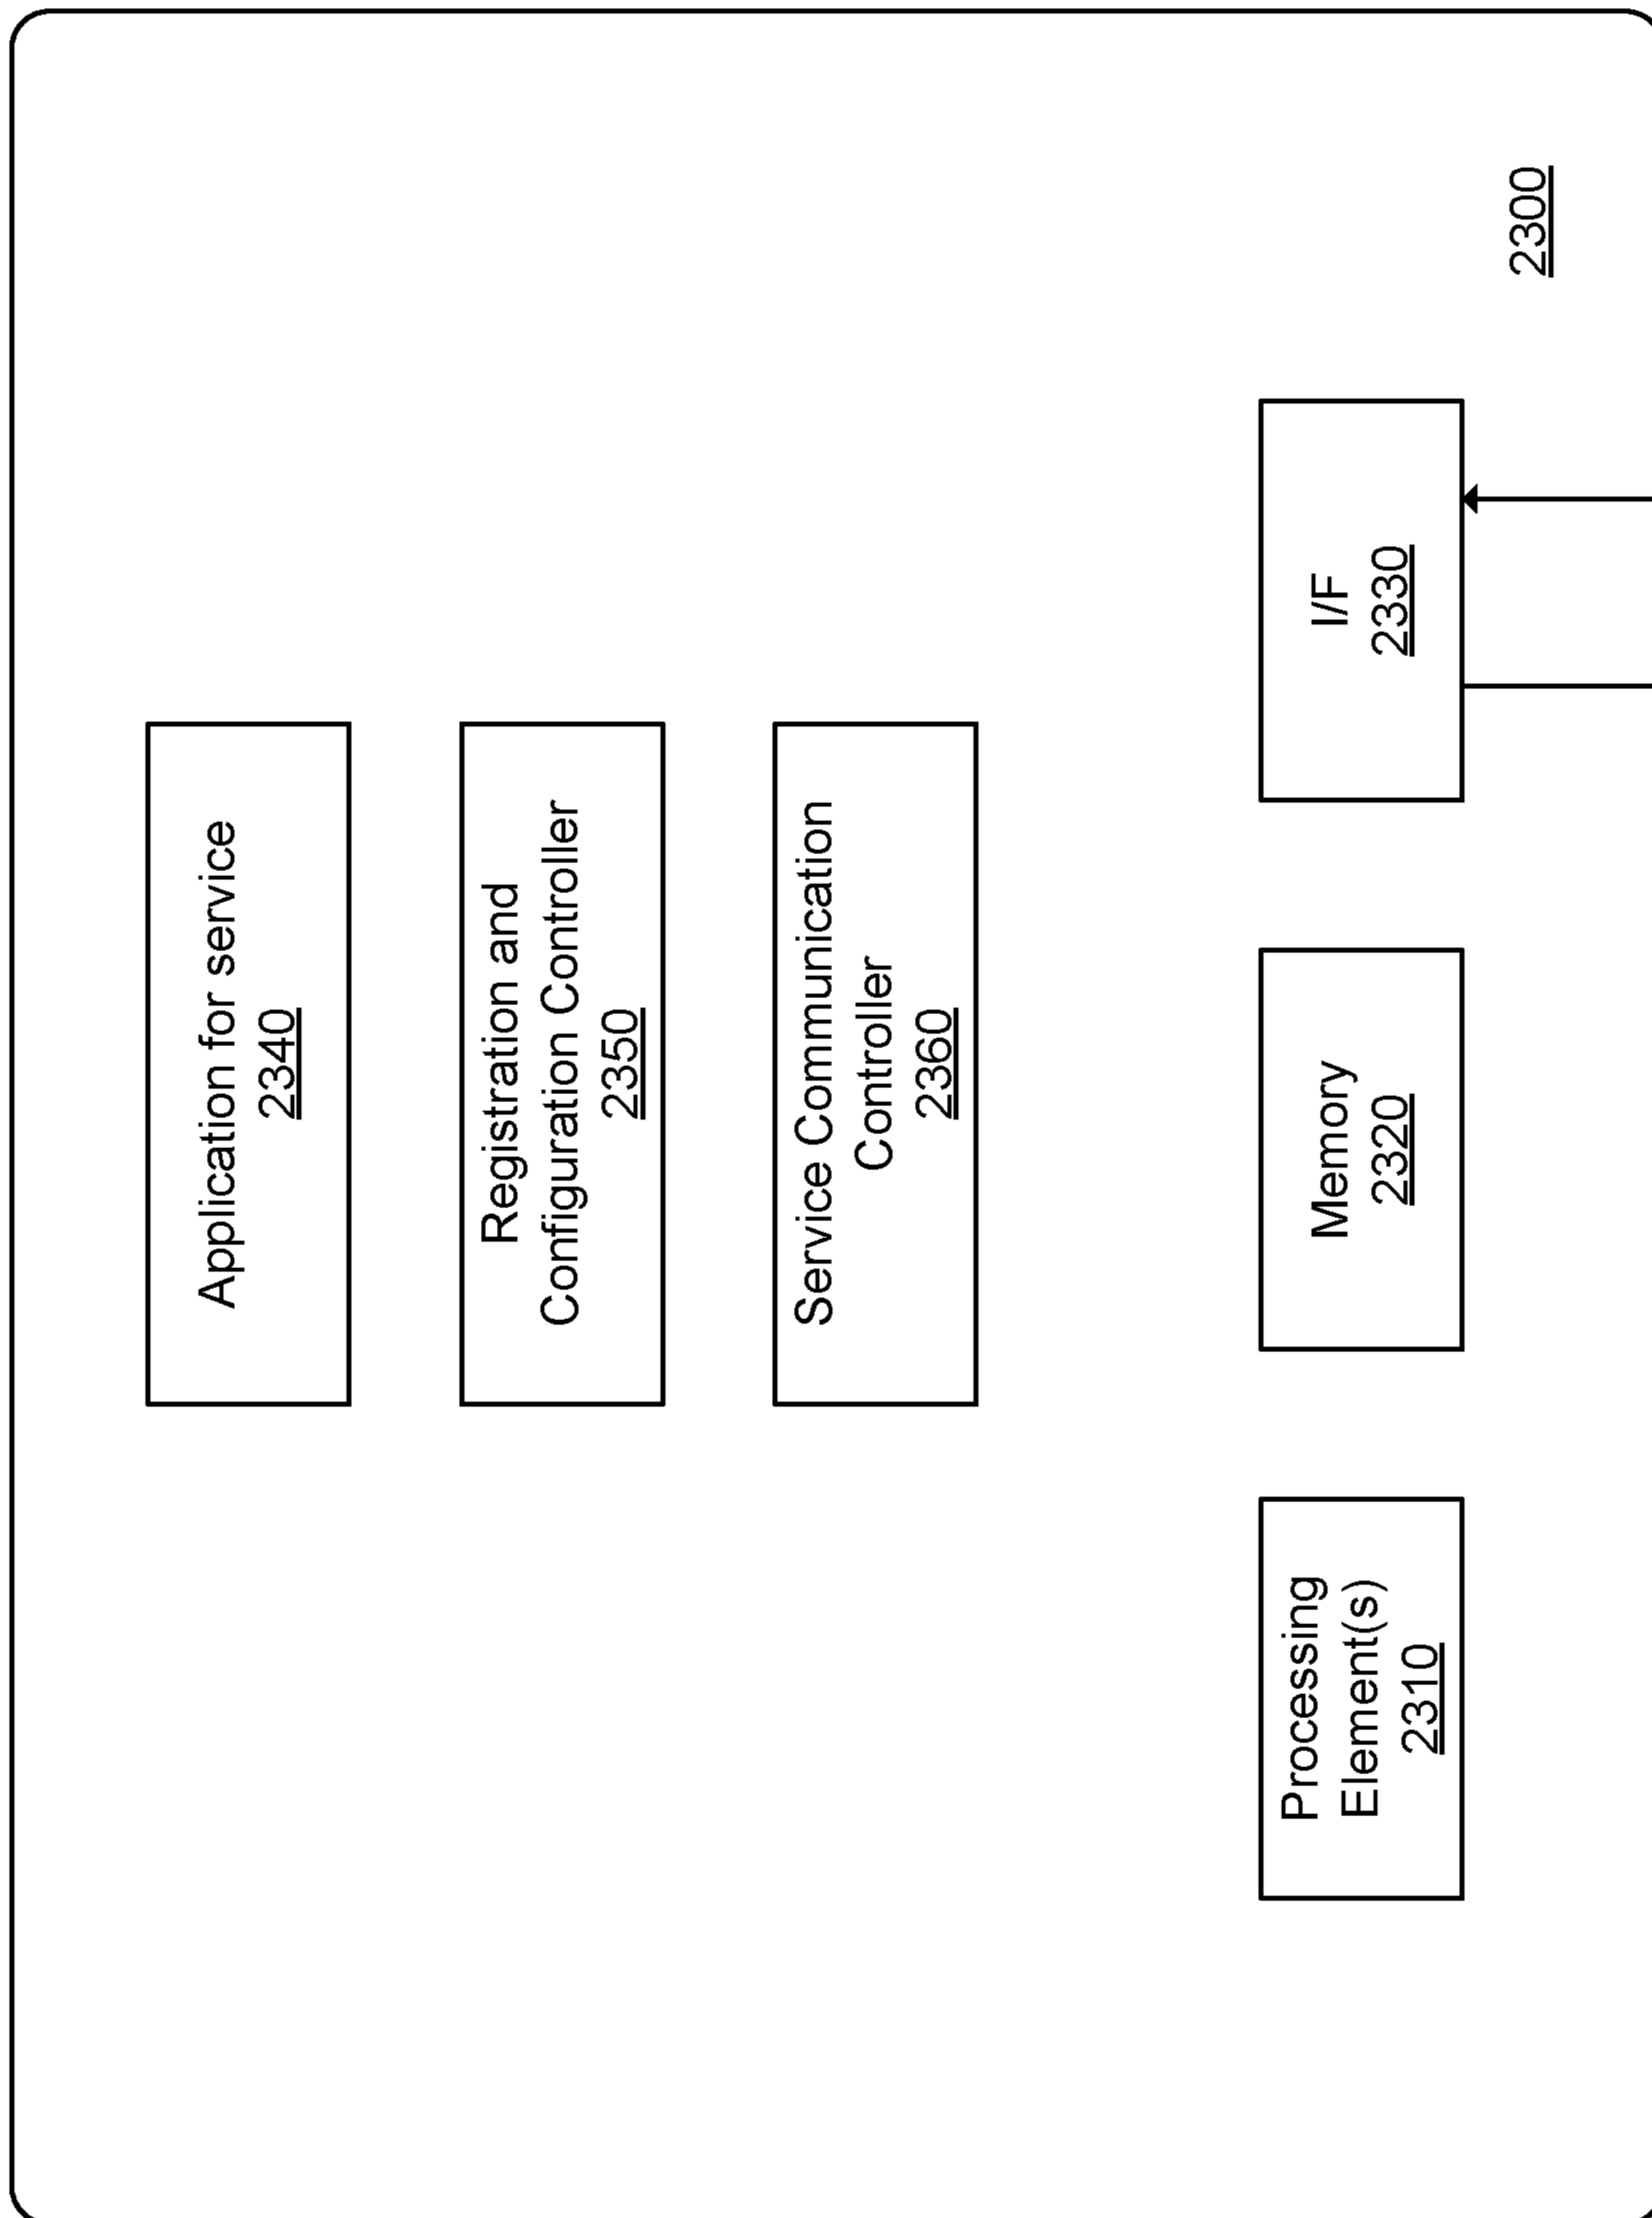 Application for service
2340
Registration and
Configuration Controller
2350
Service Communication
Controller
2360
Processing
Element(s)
2310
Memory
2320
I/F
2330
2300